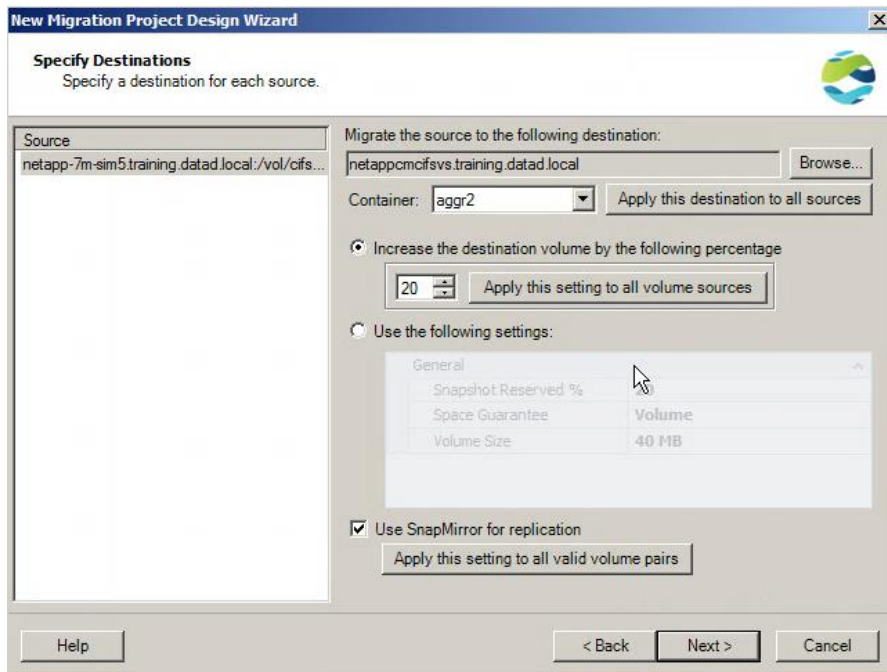 New Migration Project Design Wizard
Specify Destinations
Specify a destination for each source.
Source
netapp-7m-sim5.training.datad.local:/vol/cifs...
Migrate the source to the following destination:
netappcmcifsvs.training.datad.local
Browse...
Container: aggr2
Apply this destination to all sources
Increase the destination volume by the following percentage
20
Apply this setting to all volume sources
Use the following settings:
General
Snapshot Reserved %
Space Guarantee Volume
Volume Size 40 MB
Use SnapMirror for replication
Apply this setting to all valid volume pairs
Help
< Back
Next >
Cancel